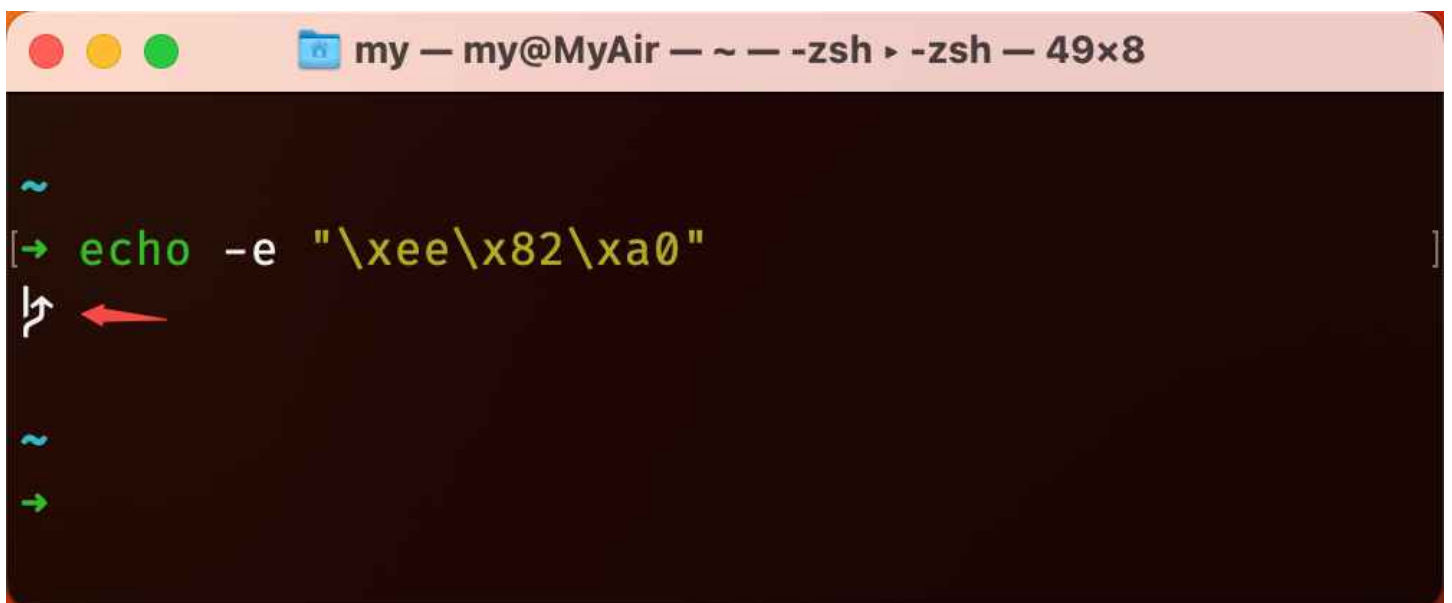 my — my@MyAir — ~ — -zsh ▸ -zsh — 49×8
~
[➜ echo -e "\xee\x82\xa0" ]

~
➜